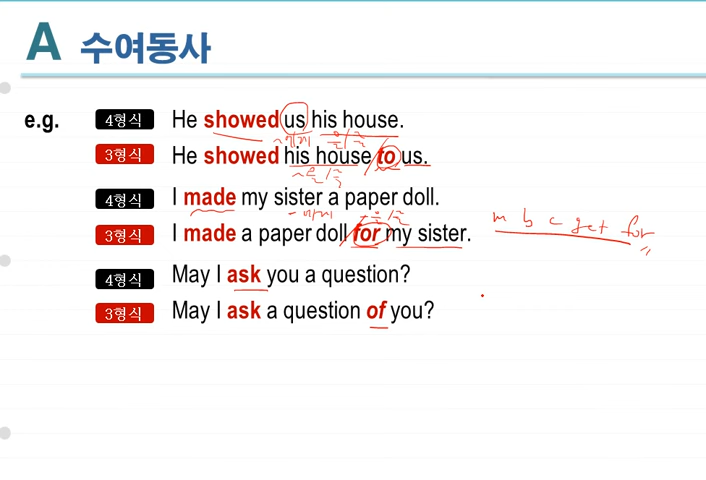 A 수여동사
e.g. 4형식 He showed us his house.
~에게 을/를
3형식 He showed his house to us.
~을/를
4형식 I made my sister a paper doll.
~에게 ~을/를
m b c get for
3형식 I made a paper doll for my sister.
4형식 May I ask you a question?
3형식 May I ask a question of you?